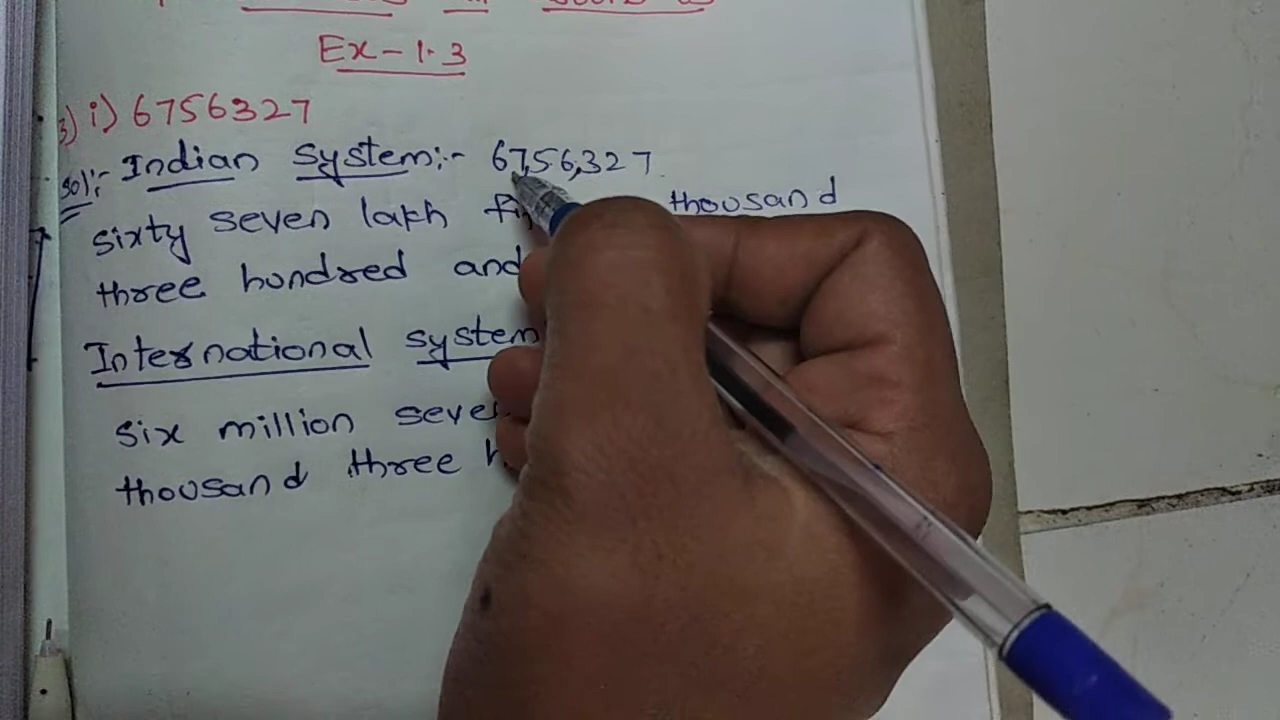 Ex-1.3
3) i) 6756327
Sol:- Indian System:- 67,56,327
sixty seven lakh thousand
three hundred and
International system
six million
thousand three